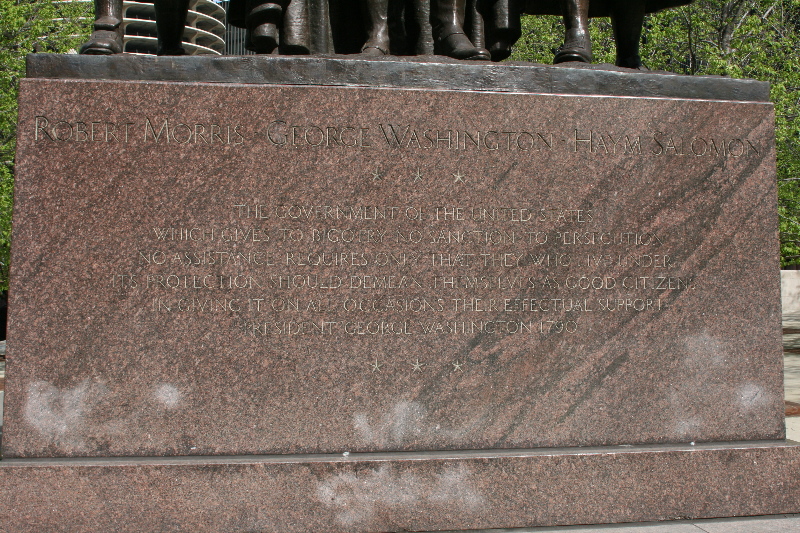 ROBERT MORRIS · GEORGE WASHINGTON · HAYM SALOMON
THE GOVERNMENT OF THE UNITED STATES
WHICH GIVES TO BIGOTRY NO SANCTION TO PERSECUTION
NO ASSISTANCE REQUIRES ONLY THAT THEY WHO LIVE UNDER
ITS PROTECTION SHOULD DEMEAN THEMSELVES AS GOOD CITIZENS
IN GIVING IT ON ALL OCCASIONS THEIR EFFECTUAL SUPPORT
PRESIDENT GEORGE WASHINGTON 1790